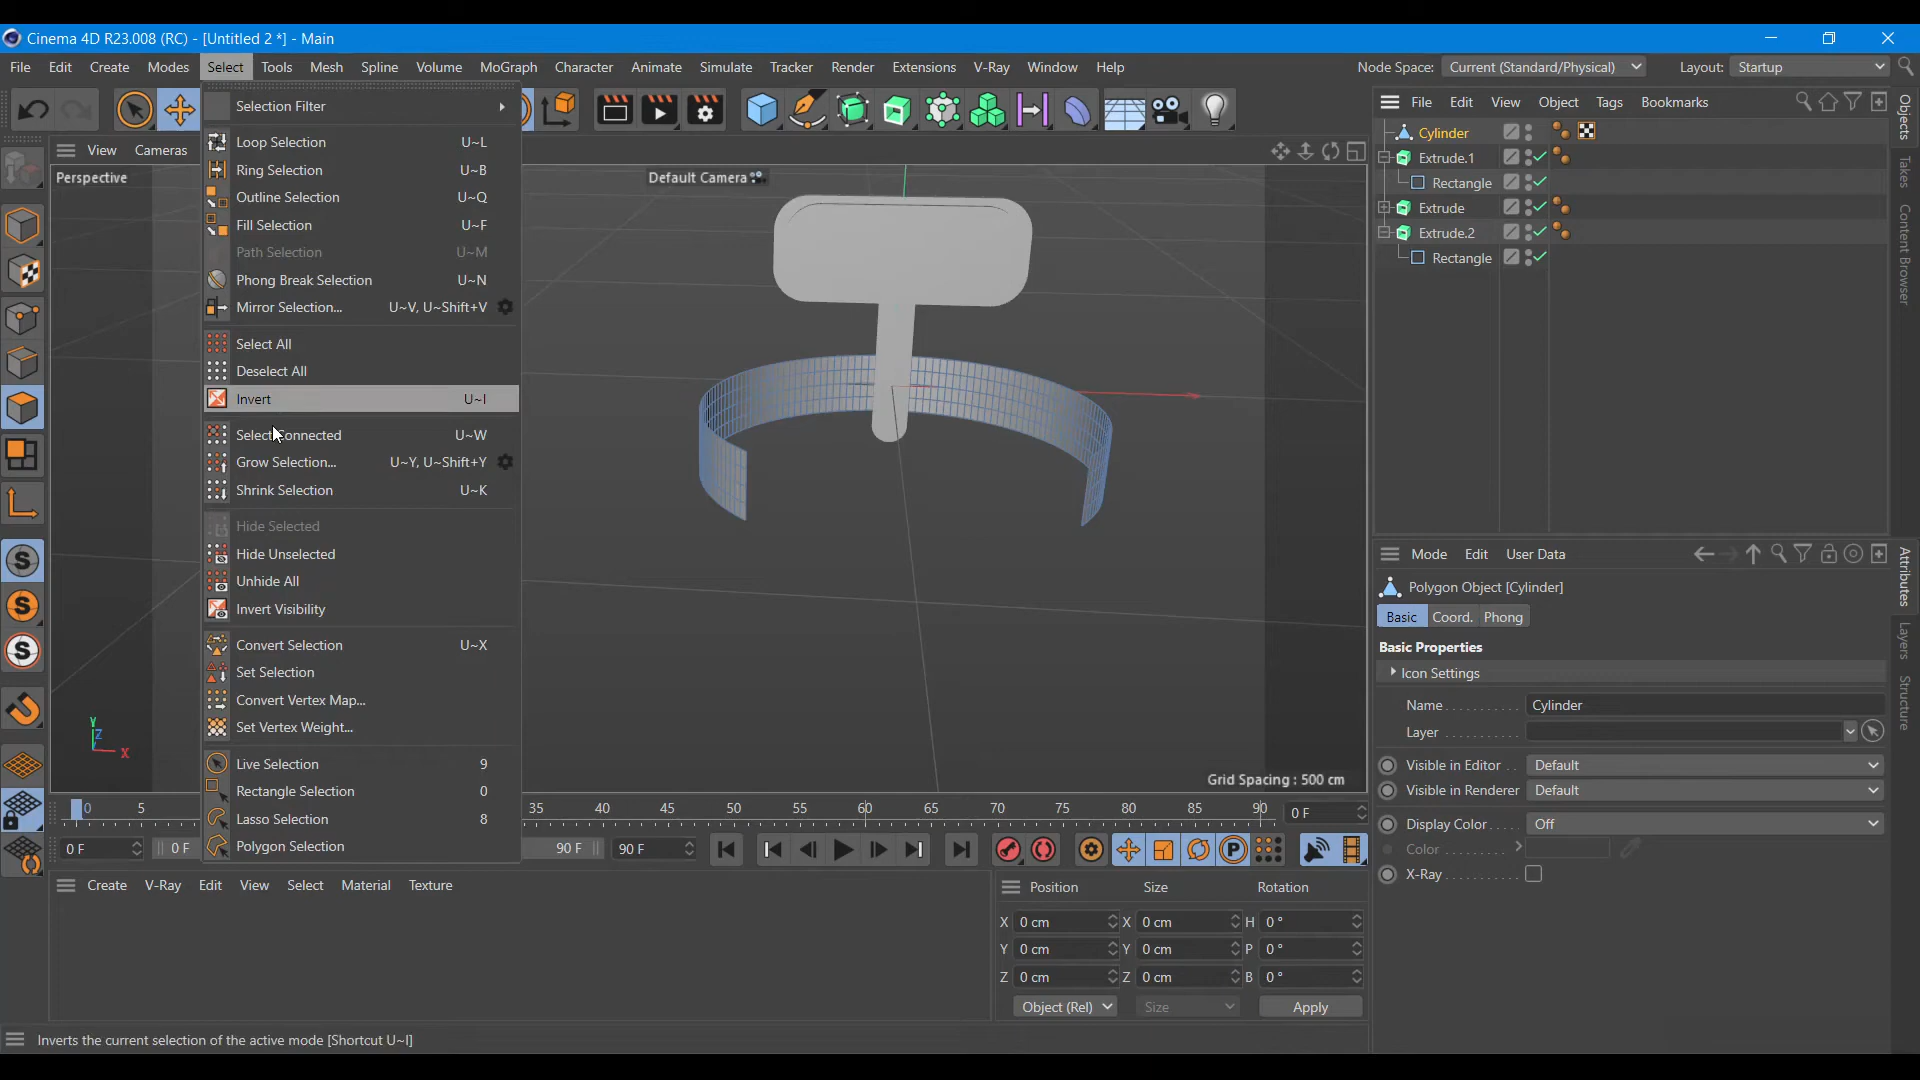 Cinema 4D R23.008 (RC) - [Untitled 2 *] - Main
File Edit Create Modes Select Tools Mesh Spline Volume MoGraph Character Animate Simulate Tracker Render Extensions V-Ray Window Help
Node Space: Current (Standard/Physical) Layout: Startup
View Cameras
Perspective
Default Camera
Grid Spacing : 500 cm
Y
Z
X
Selection Filter
Loop Selection U~L
Ring Selection U~B
Outline Selection U~Q
Fill Selection U~F
Path Selection U~M
Phong Break Selection U~N
Mirror Selection... U~V, U~Shift+V
Select All
Deselect All
Invert U~I
Select Connected U~W
Grow Selection... U~Y, U~Shift+Y
Shrink Selection U~K
Hide Selected
Hide Unselected
Unhide All
Invert Visibility
Convert Selection U~X
Set Selection
Convert Vertex Map...
Set Vertex Weight...
Live Selection 9
Rectangle Selection 0
Lasso Selection 8
Polygon Selection
File Edit View Object Tags Bookmarks
Cylinder
Extrude.1
Rectangle
Extrude
Extrude.2
Rectangle
Objects
Takes
Content Browser
Mode Edit User Data
Polygon Object [Cylinder]
Basic Coord. Phong
Basic Properties
Icon Settings
Name Cylinder
Layer
Visible in Editor Default
Visible in Renderer Default
Display Color Off
Color
X-Ray
Attributes
Layers
Structure
S
S
S
0 5 35 40 45 50 55 60 65 70 75 80 85 90 0 F
0 F 0 F 90 F 90 F
P
Create V-Ray Edit View Select Material Texture
Position Size Rotation
X 0 cm X 0 cm H 0 °
Y 0 cm Y 0 cm P 0 °
Z 0 cm Z 0 cm B 0 °
Object (Rel) Size Apply
Inverts the current selection of the active mode [Shortcut U~I]